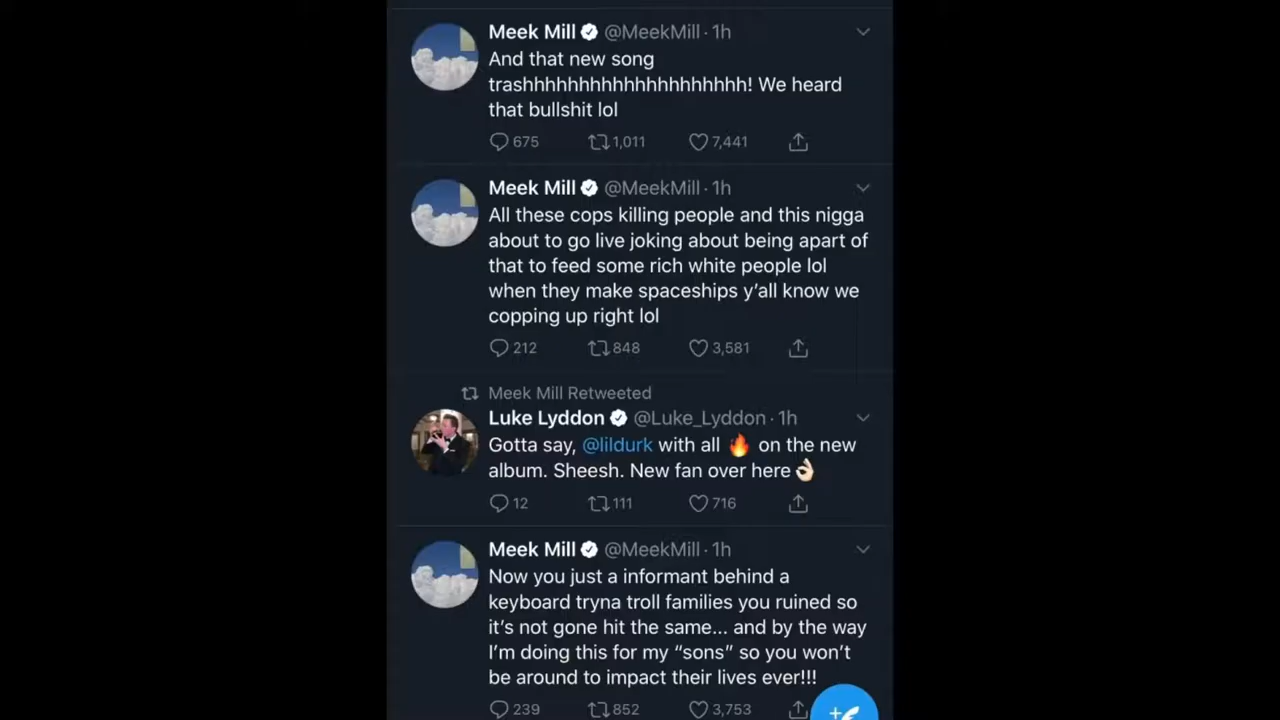 Meek Mill @MeekMill · 1h
And that new song
trashhhhhhhhhhhhhhhhhhhhh! We heard
that bullshit lol
675 1,011 7,441
Meek Mill @MeekMill · 1h
All these cops killing people and this nigga
about to go live joking about being apart of
that to feed some rich white people lol
when they make spaceships y’all know we
copping up right lol
212 848 3,581
Meek Mill Retweeted
Luke Lyddon @Luke_Lyddon · 1h
Gotta say, @lildurk with all 🔥 on the new
album. Sheesh. New fan over here👌🏻
12 111 716
Meek Mill @MeekMill · 1h
Now you just a informant behind a
keyboard tryna troll families you ruined so
it’s not gone hit the same... and by the way
I’m doing this for my “sons” so you won’t
be around to impact their lives ever!!!
239 852 3,753